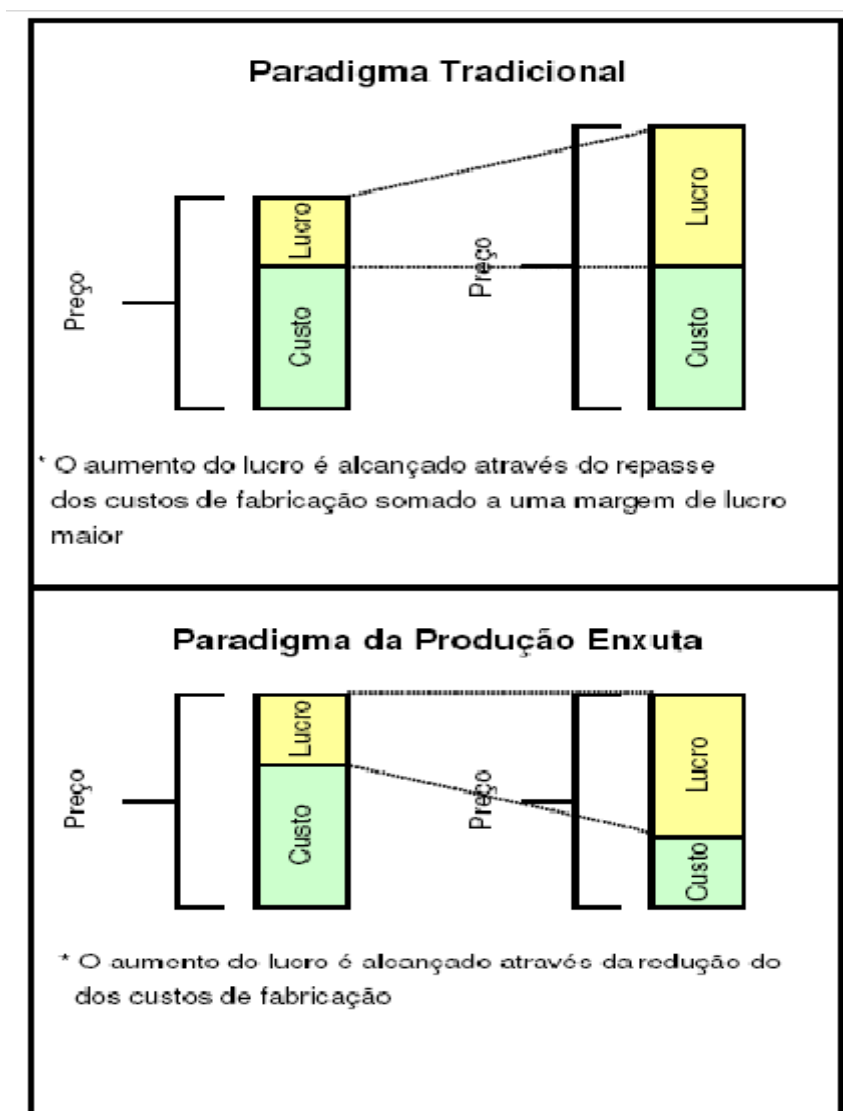 Paradigma Tradicional
Preço
Lucro
Custo
Preço
Lucro
Custo
* O aumento do lucro é alcançado através do repasse
dos custos de fabricação somado a uma margem de lucro
maior
Paradigma da Produção Enxuta
Preço
Lucro
Custo
Preço
Lucro
Custo
* O aumento do lucro é alcançado através da redução do
dos custos de fabricação